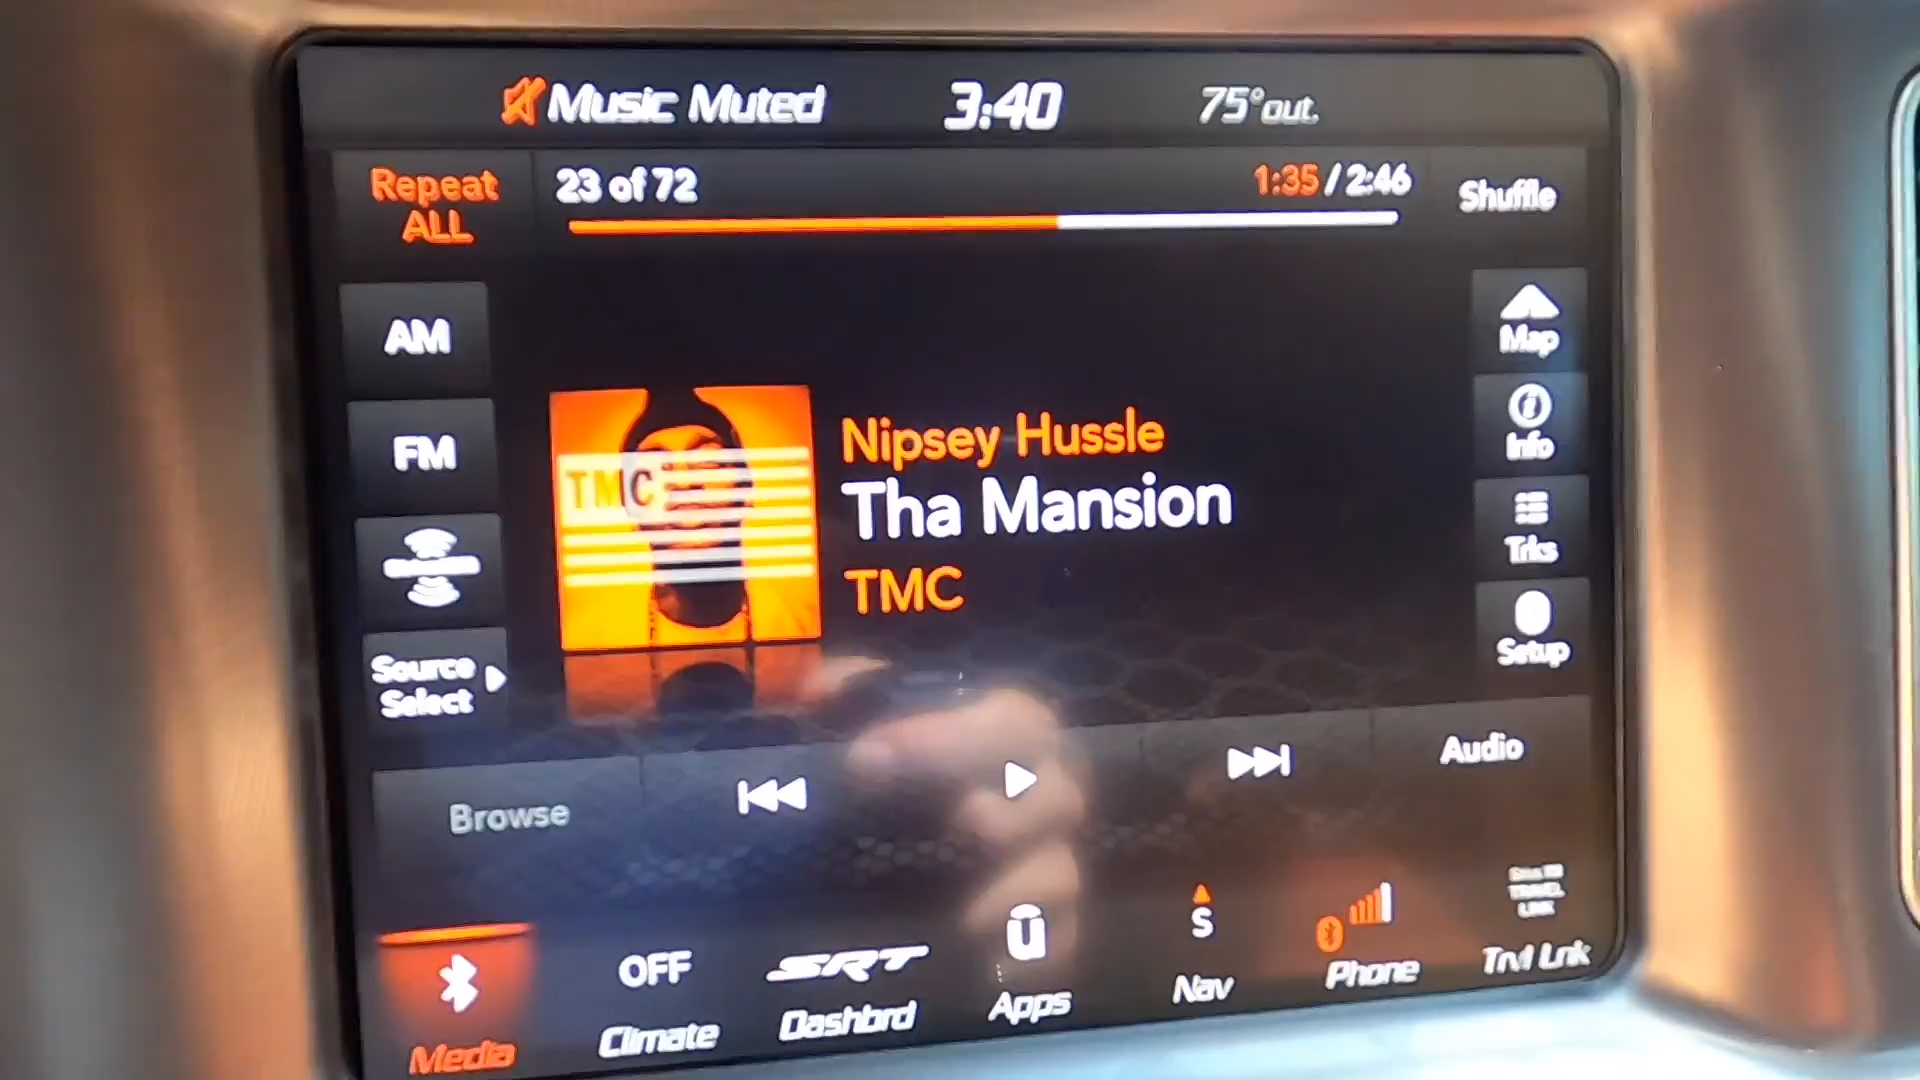 Music Muted 3:40 75°out.
Repeat
ALL
23 of 72 1:35 / 2:46 Shuffle
AM
FM
Source
Select
TMC
Nipsey Hussle
Tha Mansion
TMC
Map
Info
Trks
Setup
Browse
Audio
Media
OFF
Climate
SRT
Dashbrd
Apps
S
Nav
Phone
TRAVEL
LINK
Trvl Lnk